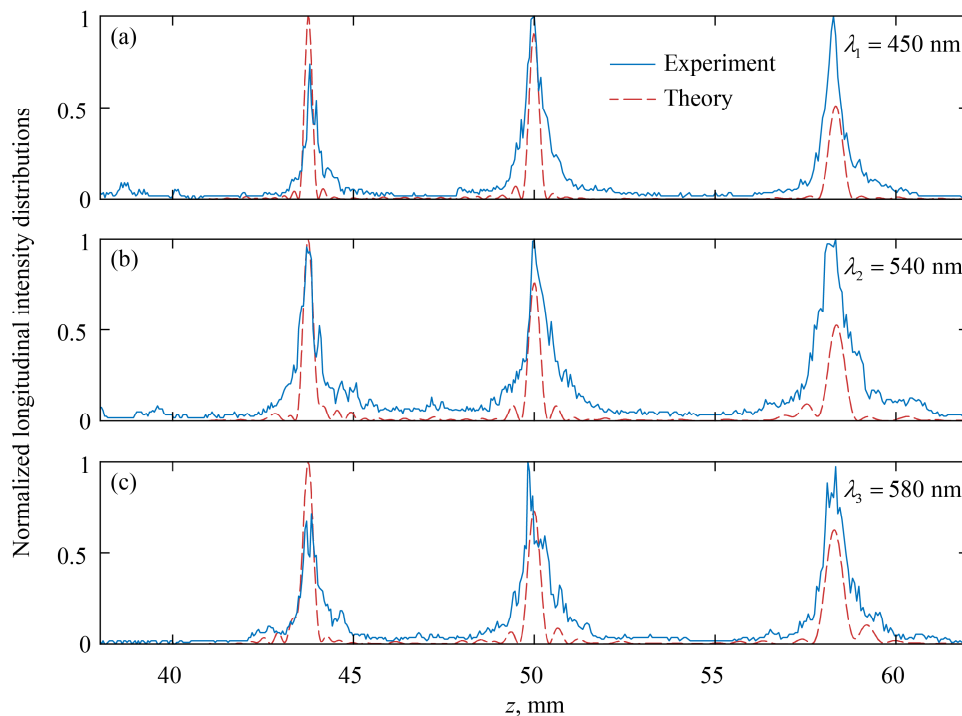 Normalized longitudinal intensity distributions
1
(a)
λ1 = 450 nm
Experiment
Theory
0.5
0
1
(b)
λ2 = 540 nm
0.5
0
1
(c)
λ3 = 580 nm
0.5
0
40 45 50 55 60
z, mm